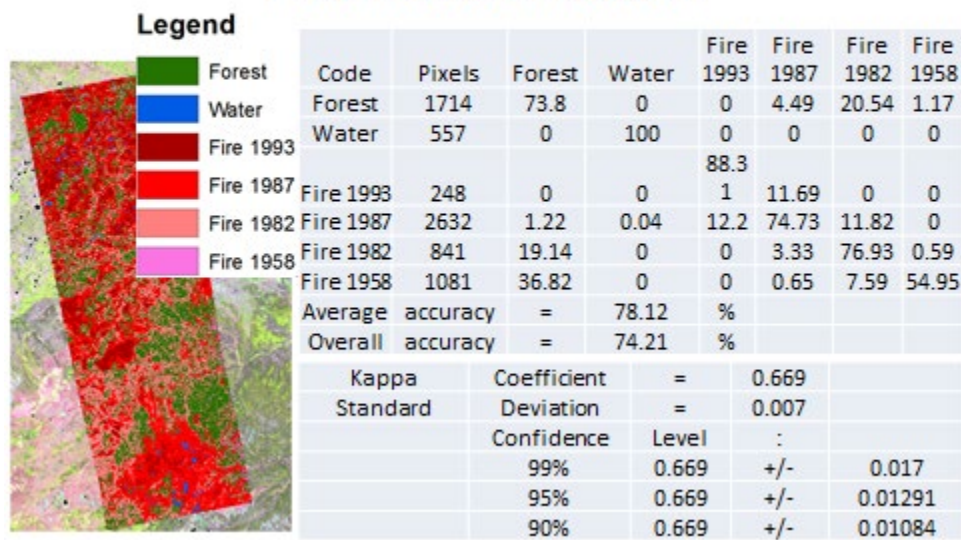 Legend
Forest
Water
Fire 1993
Fire 1987
Fire 1982
Fire 1958
Code Pixels Forest Water Fire 1993 Fire 1987 Fire 1982 Fire 1958
Forest 1714 73.8 0 0 4.49 20.54 1.17
Water 557 0 100 0 0 0 0
Fire 1993 248 0 0 88.31 11.69 0 0
Fire 1987 2632 1.22 0.04 12.2 74.73 11.82 0
Fire 1982 841 19.14 0 0 3.33 76.93 0.59
Fire 1958 1081 36.82 0 0 0.65 7.59 54.95
Average accuracy = 78.12 %
Overall accuracy = 74.21 %
Kappa Coefficient = 0.669
Standard Deviation = 0.007
Confidence Level :
99% 0.669 +/- 0.017
95% 0.669 +/- 0.01291
90% 0.669 +/- 0.01084